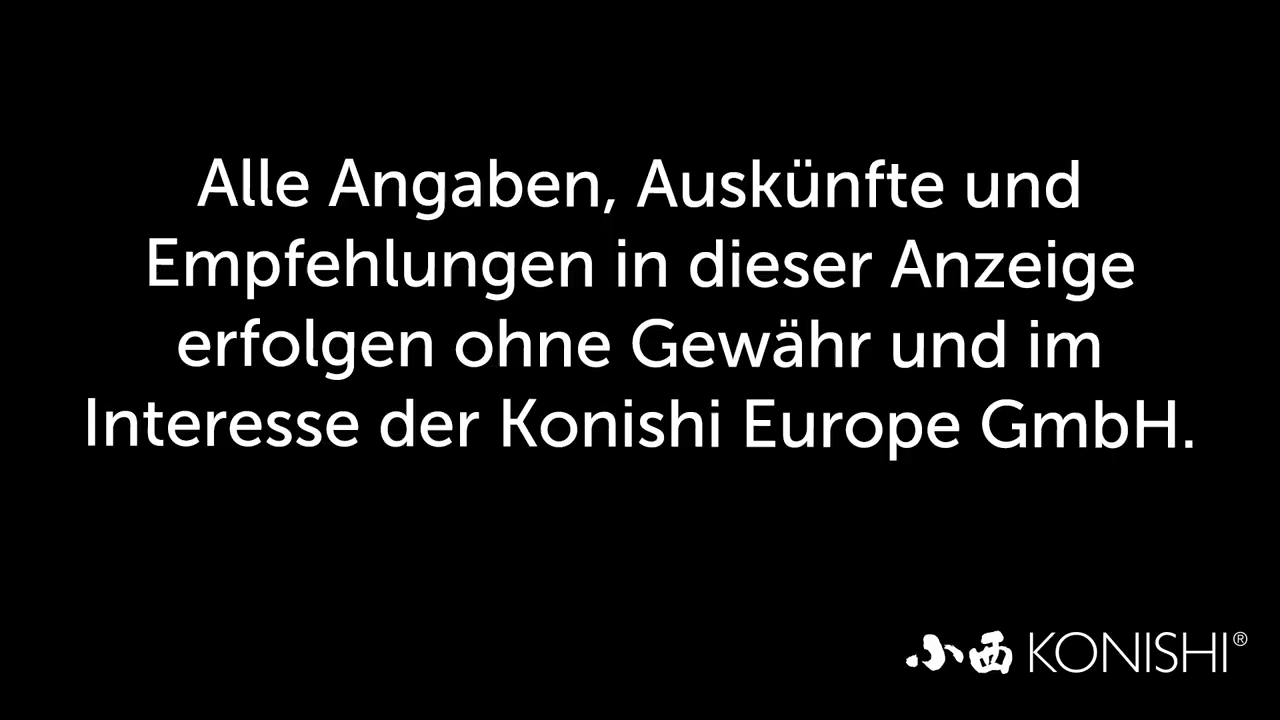 Alle Angaben, Auskünfte und
Empfehlungen in dieser Anzeige
erfolgen ohne Gewähr und im
Interesse der Konishi Europe GmbH.
小西 KONISHI®